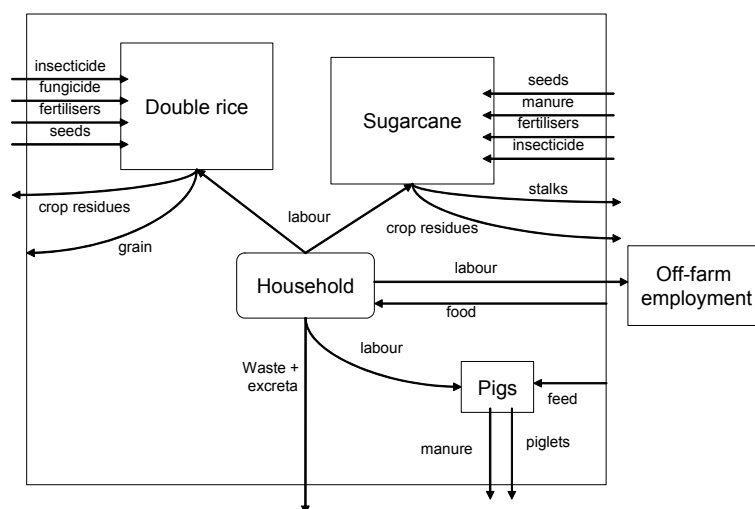 insecticide
fungicide
fertilisers
seeds
Double rice
Sugarcane
seeds
manure
fertilisers
insecticide
crop residues
grain
labour
stalks
crop residues
Household
labour
food
Off-farm
employment
Waste +
excreta
labour
Pigs
feed
manure
piglets